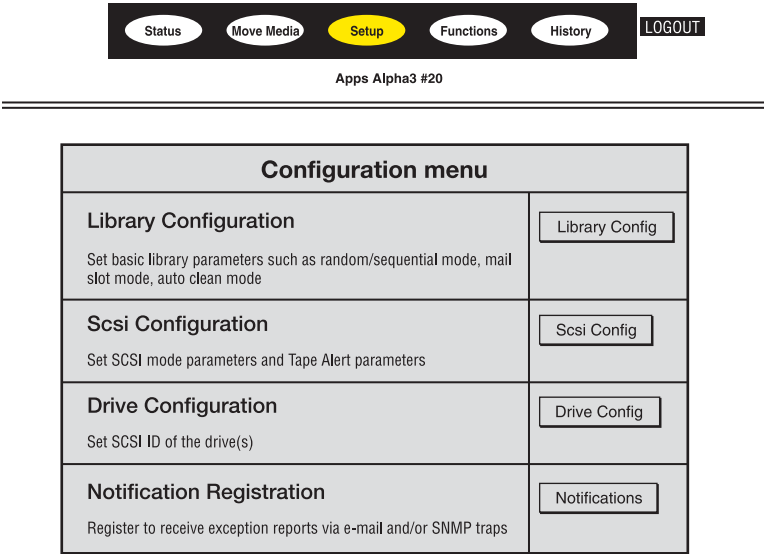 Status Move Media Setup Functions History LOGOUT
Apps Alpha3 #20
Configuration menu
Library Configuration
Library Config
Set basic library parameters such as random/sequential mode, mail
slot mode, auto clean mode
Scsi Configuration
Scsi Config
Set SCSI mode parameters and Tape Alert parameters
Drive Configuration
Drive Config
Set SCSI ID of the drive(s)
Notification Registration
Notifications
Register to receive exception reports via e-mail and/or SNMP traps